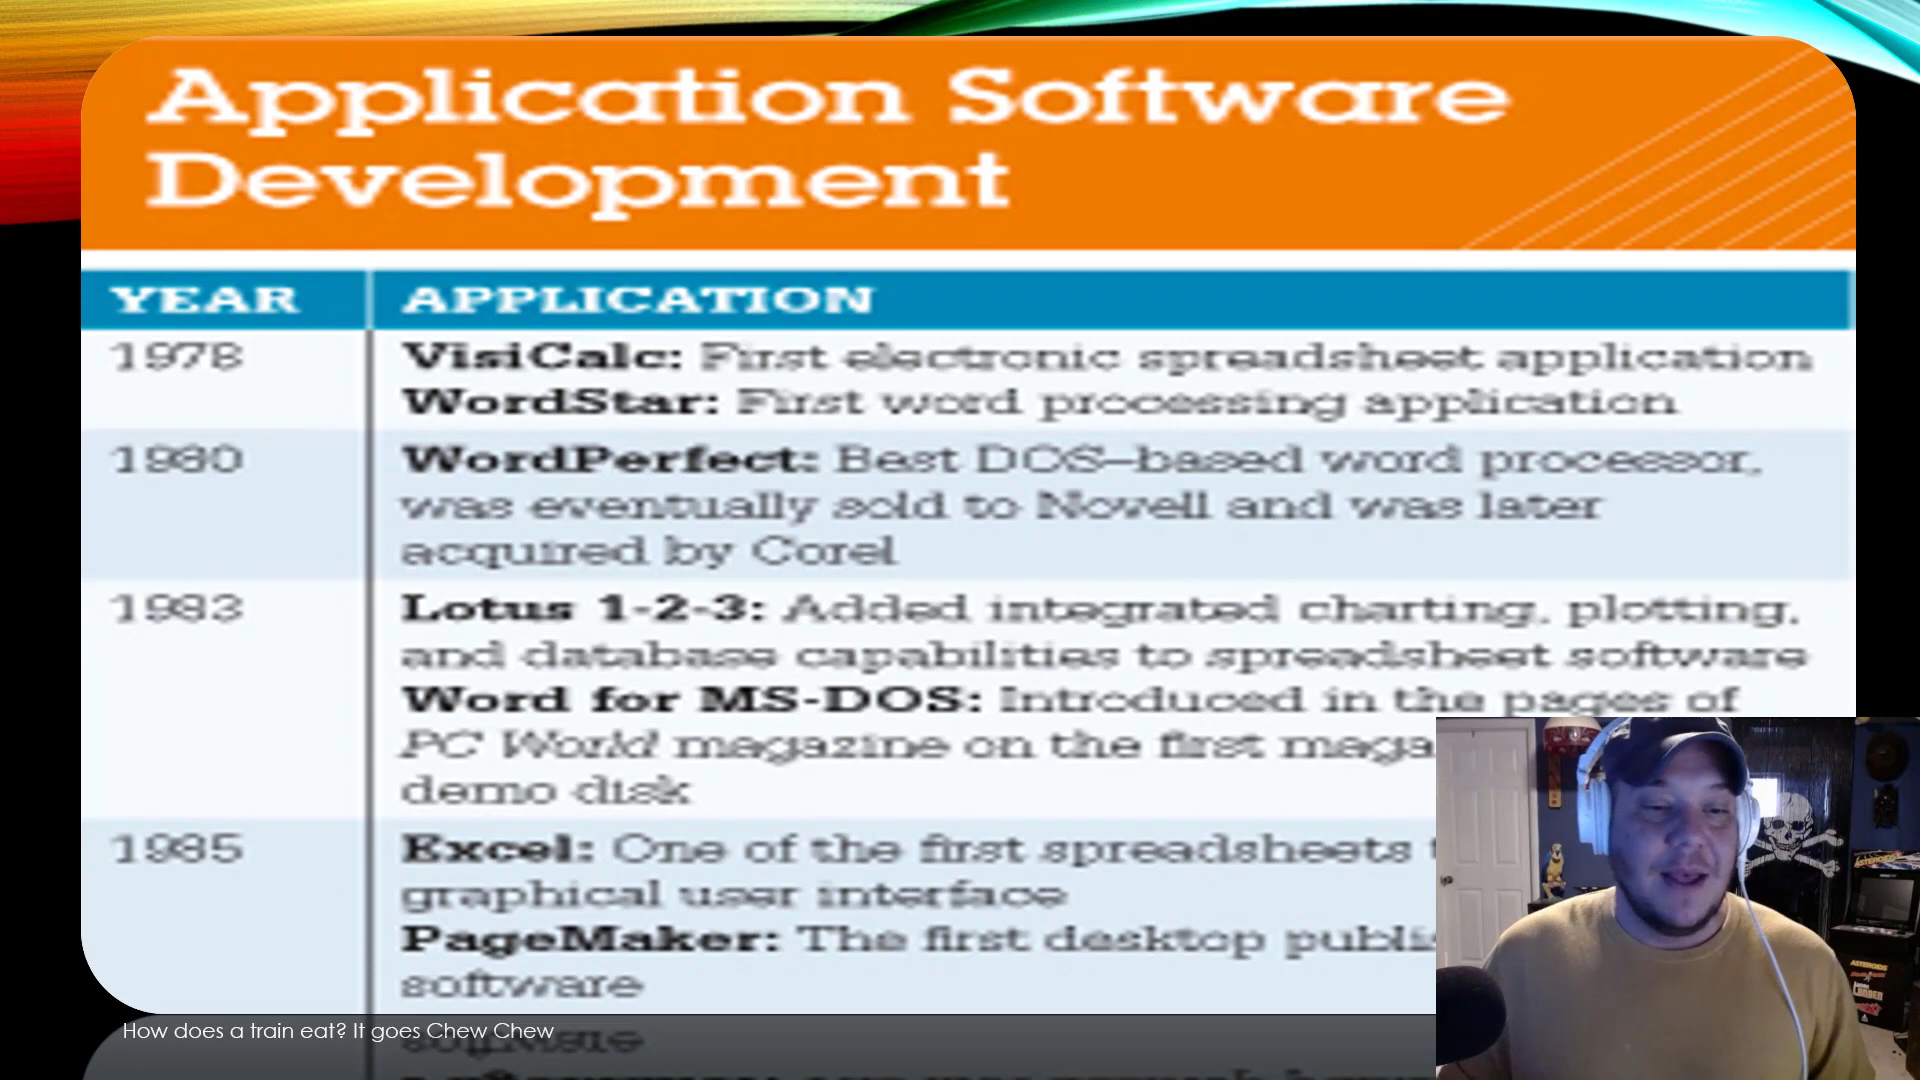 Application Software
Development
YEAR APPLICATION
1978 VisiCalc: First electronic spreadsheet application
WordStar: First word processing application
1980 WordPerfect: Best DOS–based word processor,
was eventually sold to Novell and was later
acquired by Corel
1983 Lotus 1-2-3: Added integrated charting, plotting,
and database capabilities to spreadsheet software
Word for MS-DOS: Introduced in the pages of
PC World magazine on the first maga
demo disk
1985 Excel: One of the first spreadsheets
graphical user interface
PageMaker: The first desktop publis
software
How does a train eat? It goes Chew Chew
ASTEROIDS
ASTEROIDS